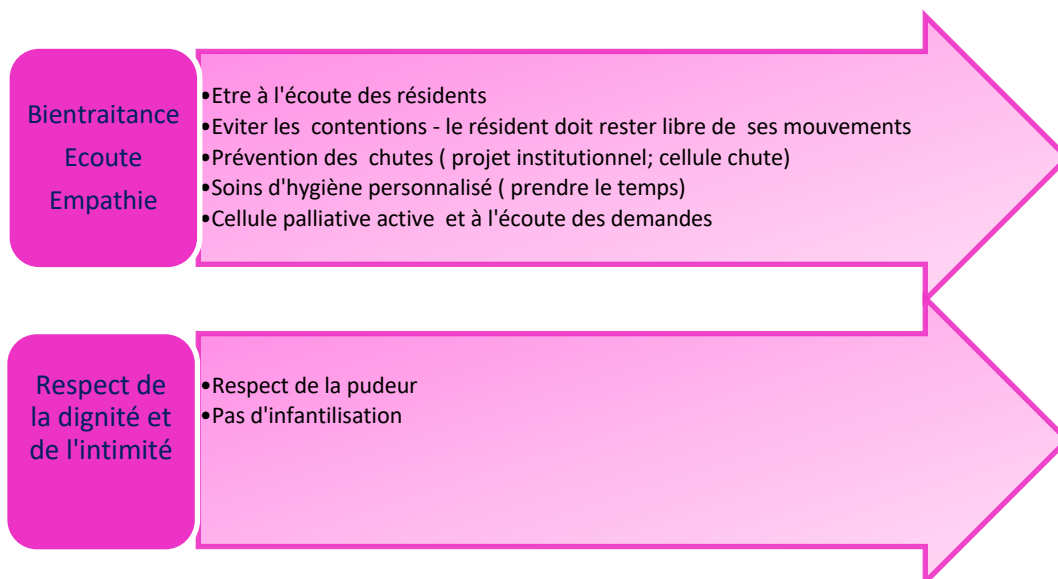 Bientraitance
Ecoute
Empathie
•Etre à l'écoute des résidents
•Eviter les  contentions - le résident doit rester libre de  ses mouvements
•Prévention des  chutes ( projet institutionnel; cellule chute)
•Soins d'hygiène personnalisé ( prendre le temps)
•Cellule palliative active  et à l'écoute des demandes
Respect de
la dignité et
de l'intimité
•Respect de la pudeur
•Pas d'infantilisation